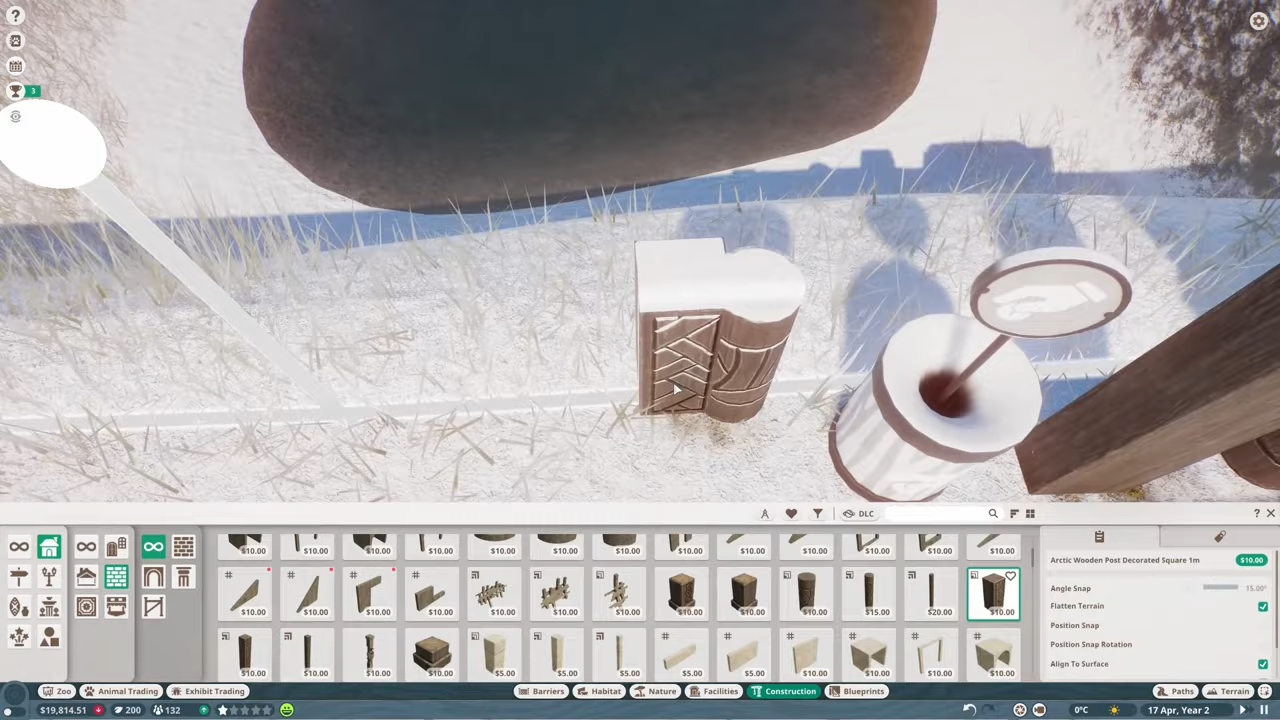 ?
3
DLC
? ×
$10.00 $10.00 $10.00 $10.00 $10.00 $10.00 $10.00 $10.00 $10.00 $10.00 $10.00 $10.00 $10.00
$10.00 $10.00 $10.00 $10.00 $10.00 $10.00 $10.00 $10.00 $10.00 $10.00 $15.00 $20.00 $10.00
$10.00 $10.00 $10.00 $10.00 $5.00 $5.00 $5.00 $5.00 $5.00 $10.00 $10.00 $10.00 $10.00
Arctic Wooden Post Decorated Square 1m $10.00
Angle Snap 15.00°
Flatten Terrain
Position Snap
Position Snap Rotation
Align To Surface
Zoo Animal Trading Exhibit Trading Barriers Habitat Nature Facilities Construction Blueprints Paths Terrain
$19,814.51 200 132 0°C 17 Apr, Year 2